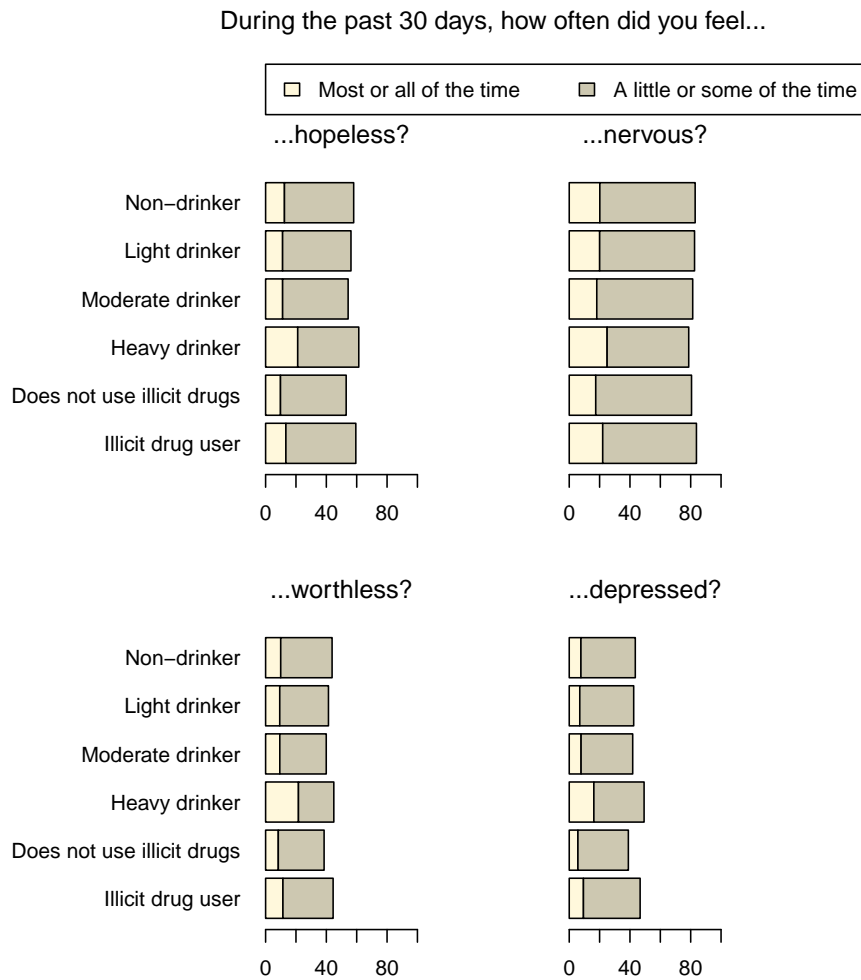 During the past 30 days, how often did you feel...
Most or all of the time A little or some of the time
...hopeless? ...nervous?
Non−drinker
Light drinker
Moderate drinker
Heavy drinker
Does not use illicit drugs
Illicit drug user
0 40 80 0 40 80
...worthless? ...depressed?
Non−drinker
Light drinker
Moderate drinker
Heavy drinker
Does not use illicit drugs
Illicit drug user
0 40 80 0 40 80